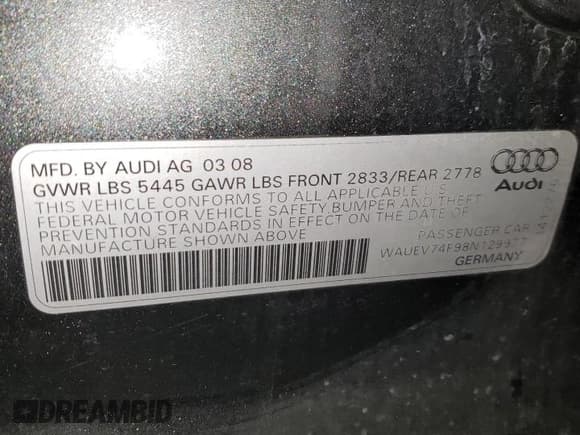 MFD. BY AUDI AG 03 08
GVWR LBS 5445 GAWR LBS FRONT 2833/REAR 2778
THIS VEHICLE CONFORMS TO ALL APPLICABLE U.S.
FEDERAL MOTOR VEHICLE SAFETY, BUMPER AND THEFT
PREVENTION STANDARDS IN EFFECT ON THE DATE OF
MANUFACTURE SHOWN ABOVE
Audi
PASSENGER CAR
GERMANY
DREAMBID